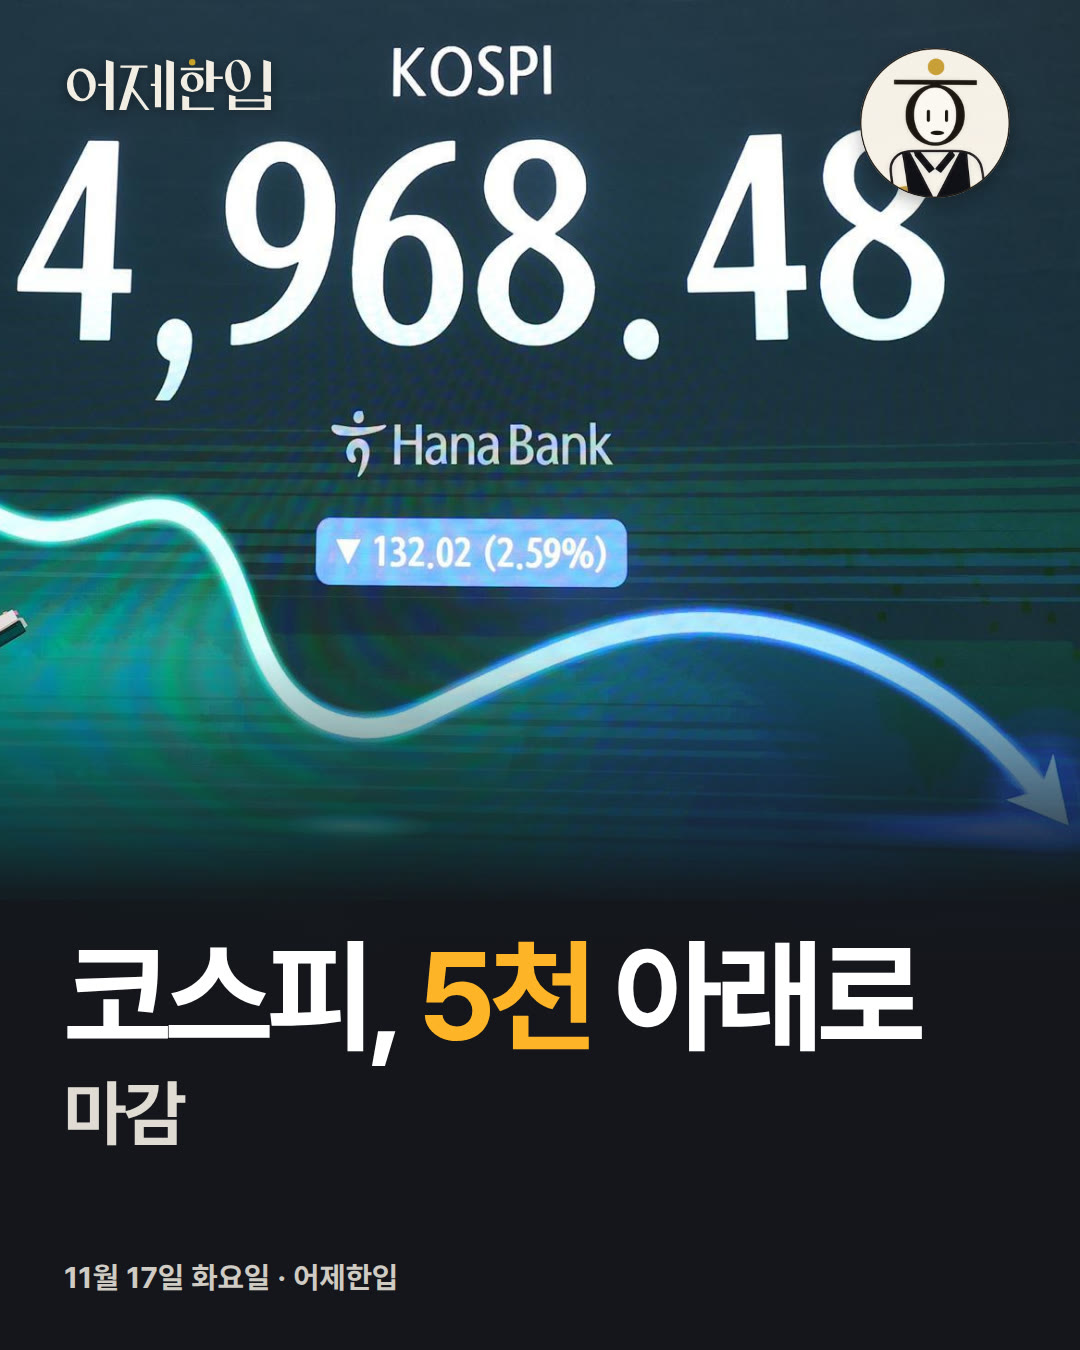 어제한입
KOSPI
4,968.48
Hana Bank
▼ 132.02 (2.59%)
코스피, 5천 아래로
마감
11월 17일 화요일 · 어제한입